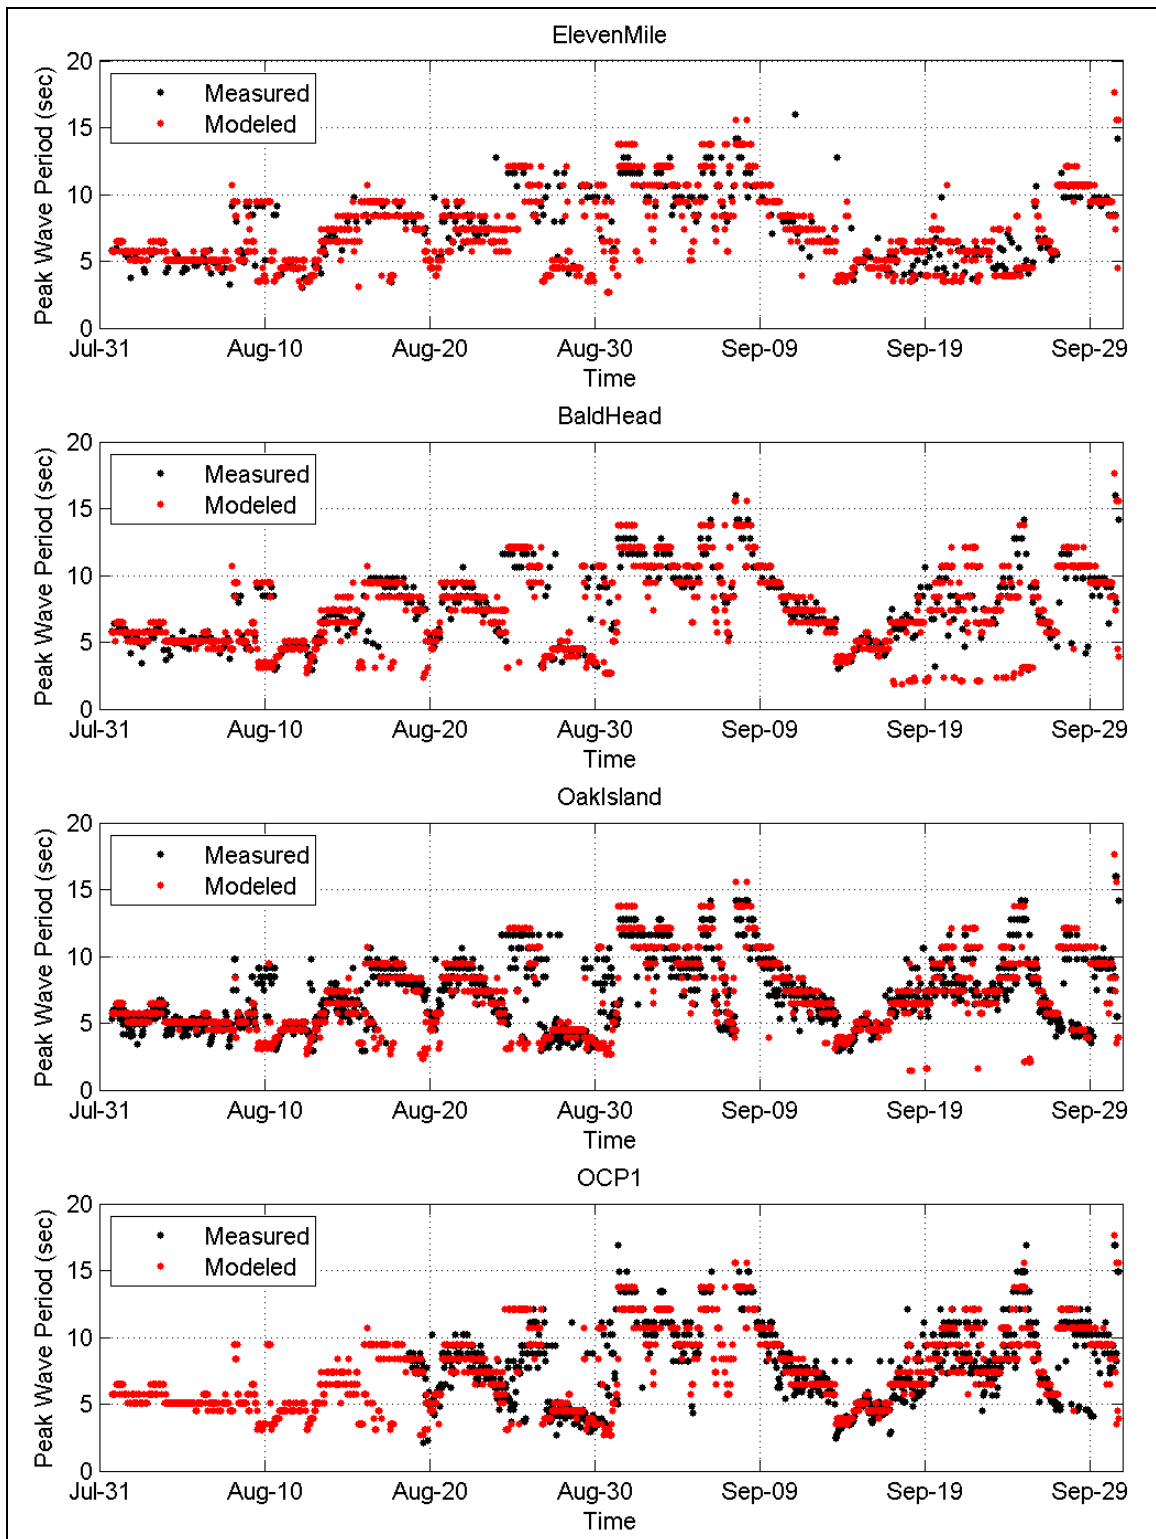 ElevenMile
Peak Wave Period (sec)
20
15
10
5
0
Measured
Modeled
Jul-31 Aug-10 Aug-20 Aug-30 Sep-09 Sep-19 Sep-29
Time
BaldHead
Peak Wave Period (sec)
20
15
10
5
0
Measured
Modeled
Jul-31 Aug-10 Aug-20 Aug-30 Sep-09 Sep-19 Sep-29
Time
OakIsland
Peak Wave Period (sec)
20
15
10
5
0
Measured
Modeled
Jul-31 Aug-10 Aug-20 Aug-30 Sep-09 Sep-19 Sep-29
Time
OCP1
Peak Wave Period (sec)
20
15
10
5
0
Measured
Modeled
Jul-31 Aug-10 Aug-20 Aug-30 Sep-09 Sep-19 Sep-29
Time